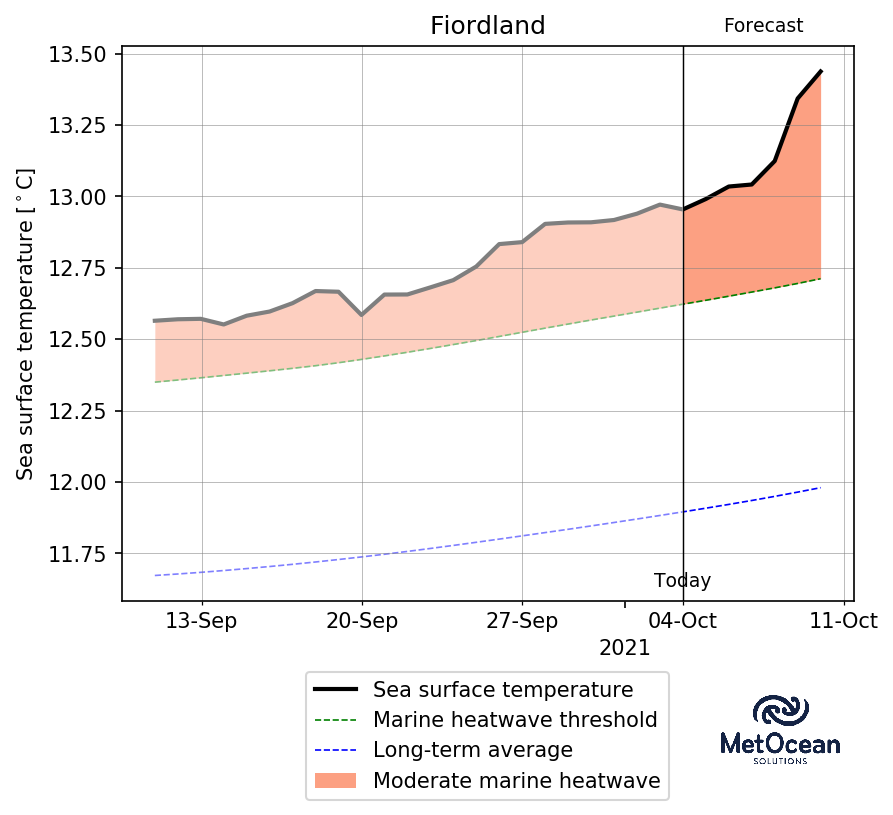 Fiordland
Forecast
13.50
13.25
13.00
12.75
12.50
12.25
12.00
11.75
Sea surface temperature [°C]
Today
13-Sep 20-Sep 27-Sep 04-Oct 11-Oct
2021
Sea surface temperature
Marine heatwave threshold
Long-term average
Moderate marine heatwave
MetOcean
SOLUTIONS